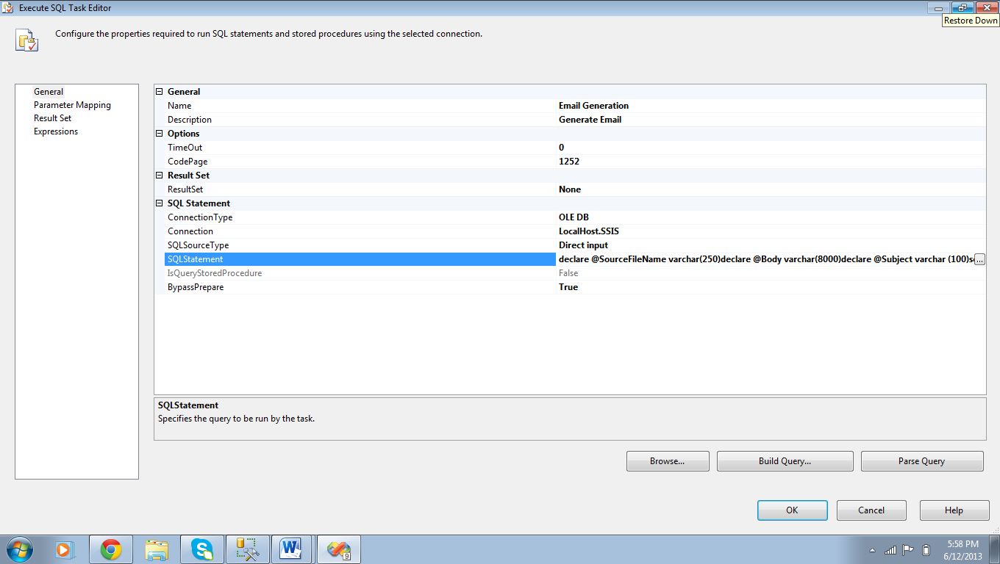 Execute SQL Task Editor
Restore Down
Configure the properties required to run SQL statements and stored procedures using the selected connection.
General
Parameter Mapping
Result Set
Expressions
General
Name Email Generation
Description Generate Email
Options
TimeOut 0
CodePage 1252
Result Set
ResultSet None
SQL Statement
ConnectionType OLE DB
Connection LocalHost.SSIS
SQLSourceType Direct input
SQLStatement declare @SourceFileName varchar(250)declare @Body varchar(8000)declare @Subject varchar (100)s ...
IsQueryStoredProcedure False
BypassPrepare True
SQLStatement
Specifies the query to be run by the task.
Browse... Build Query... Parse Query
OK Cancel Help
W 9
5:58 PM
6/12/2013